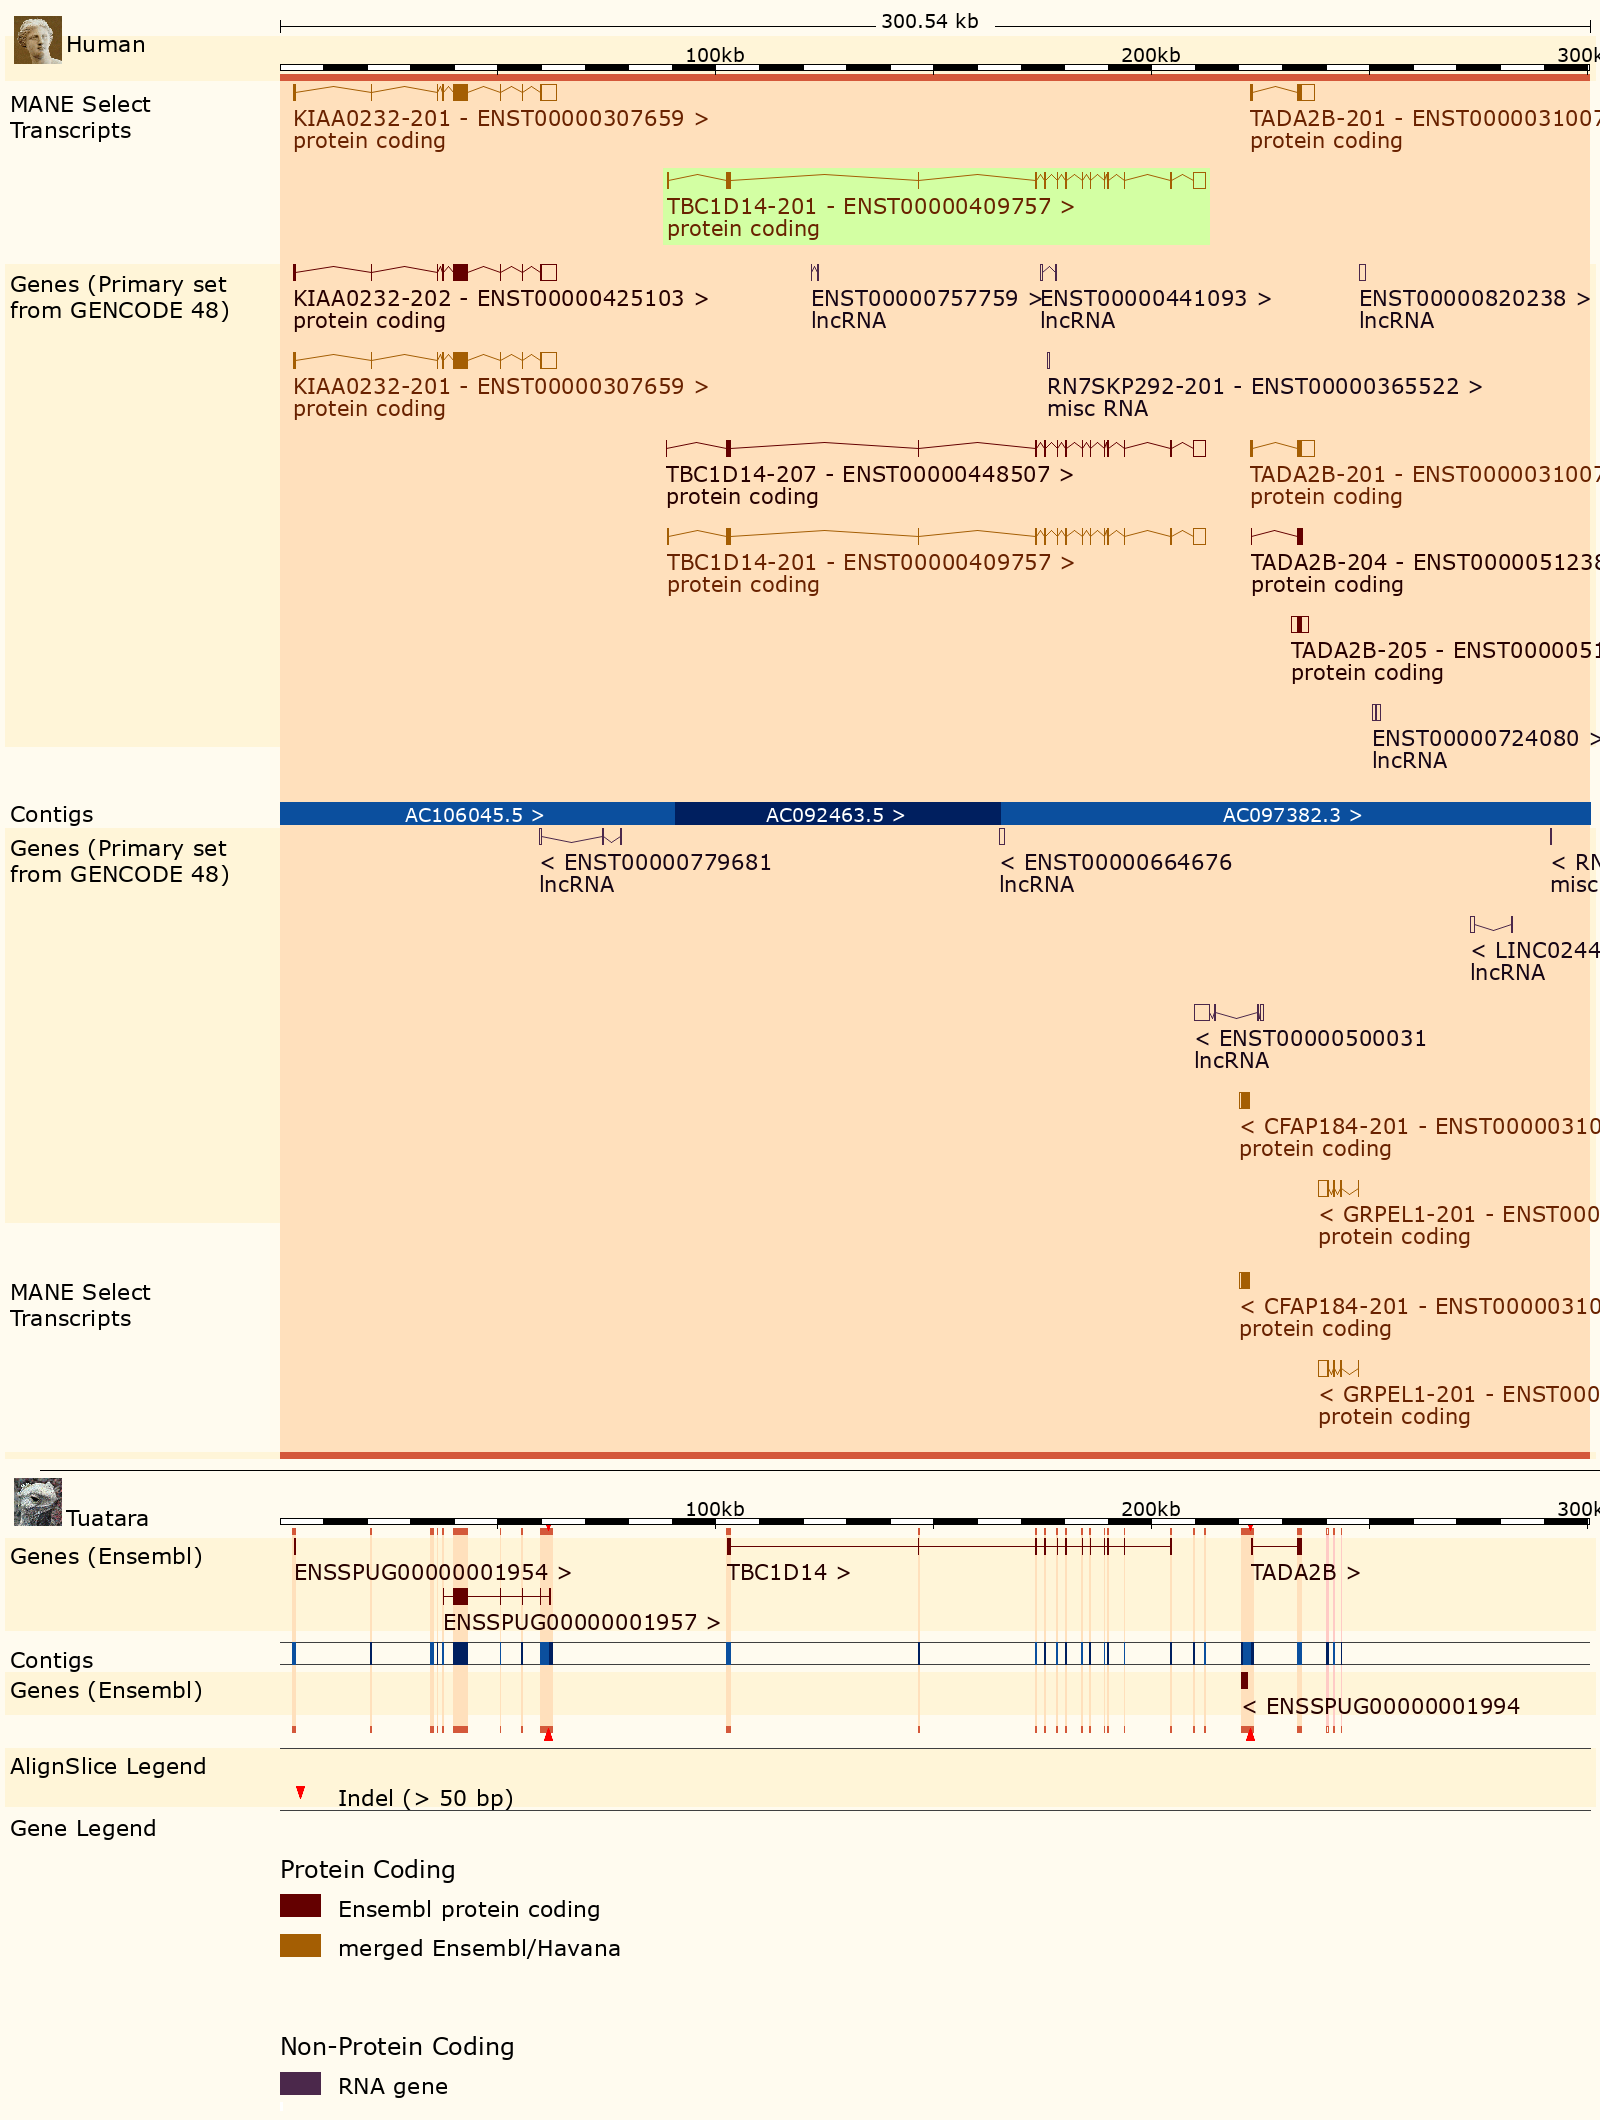 300.54 kb
Human
100kb 200kb 300k
MANE Select
Transcripts
KIAA0232-201 - ENST00000307659 >
protein coding
TADA2B-201 - ENST0000031007
protein coding
TBC1D14-201 - ENST00000409757 >
protein coding
Genes (Primary set
from GENCODE 48)
KIAA0232-202 - ENST00000425103 >
protein coding
ENST00000757759 >
lncRNA
ENST00000441093 >
lncRNA
ENST00000820238 >
lncRNA
KIAA0232-201 - ENST00000307659 >
protein coding
RN7SKP292-201 - ENST00000365522 >
misc RNA
TBC1D14-207 - ENST00000448507 >
protein coding
TADA2B-201 - ENST0000031007
protein coding
TBC1D14-201 - ENST00000409757 >
protein coding
TADA2B-204 - ENST0000051238
protein coding
TADA2B-205 - ENST0000051
protein coding
ENST00000724080 >
lncRNA
Contigs
AC106045.5 > AC092463.5 > AC097382.3 >
Genes (Primary set
from GENCODE 48)
< ENST00000779681
lncRNA
< ENST00000664676
lncRNA
< RN
misc
< LINC0244
lncRNA
< ENST00000500031
lncRNA
< CFAP184-201 - ENST00000310
protein coding
< GRPEL1-201 - ENST000
protein coding
MANE Select
Transcripts
< CFAP184-201 - ENST00000310
protein coding
< GRPEL1-201 - ENST000
protein coding
Tuatara
100kb 200kb 300k
Genes (Ensembl)
ENSSPUG00000001954 >
TBC1D14 >
TADA2B >
ENSSPUG00000001957 >
Contigs
Genes (Ensembl)
< ENSSPUG00000001994
AlignSlice Legend
Indel (> 50 bp)
Gene Legend
Protein Coding
Ensembl protein coding
merged Ensembl/Havana
Non-Protein Coding
RNA gene